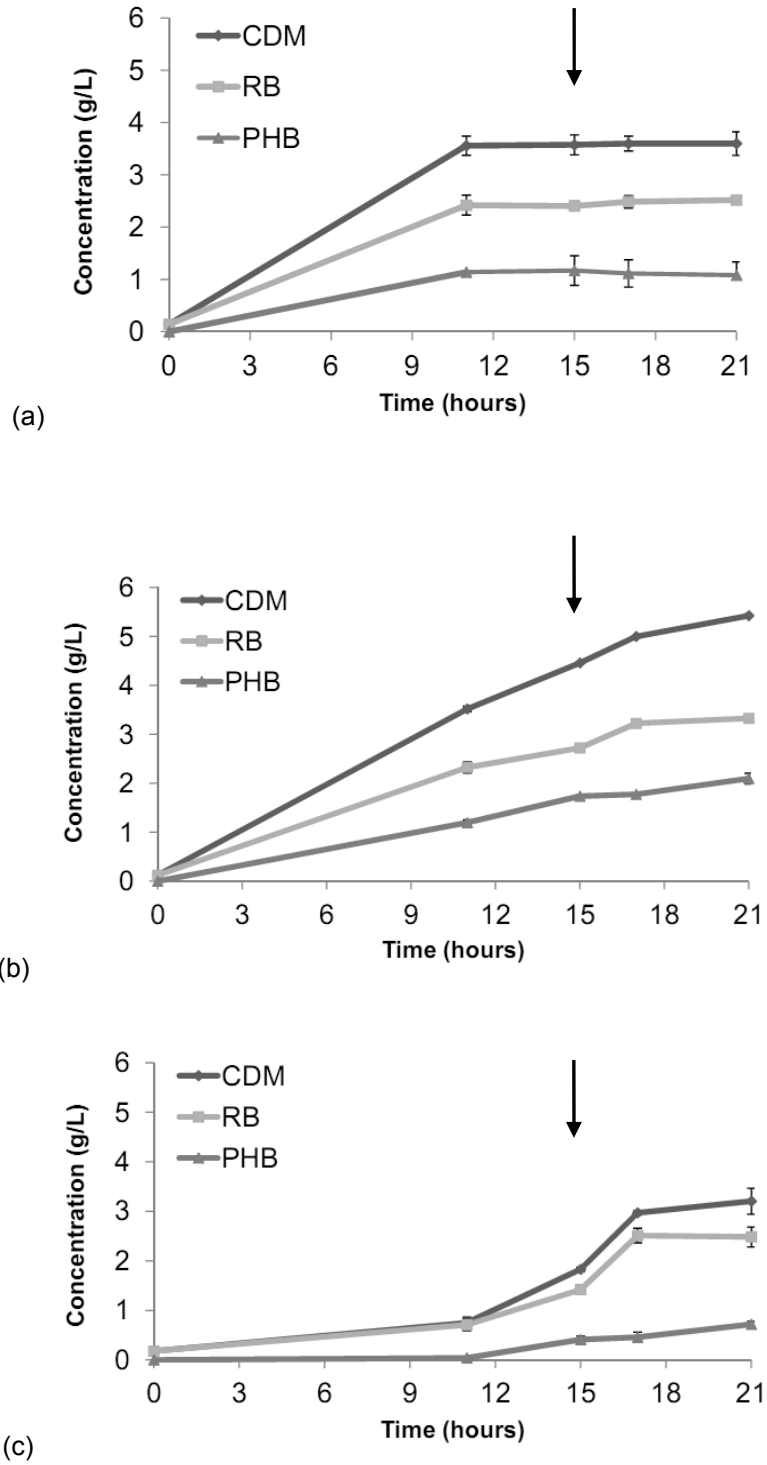 6
5
4
3
2
1
0
Concentration (g/L)
CDM
RB
PHB
0 3 6 9 12 15 18 21
Time (hours)
(a)
6
5
4
3
2
1
0
Concentration (g/L)
CDM
RB
PHB
0 3 6 9 12 15 18 21
Time (hours)
(b)
6
5
4
3
2
1
0
Concentration (g/L)
CDM
RB
PHB
0 3 6 9 12 15 18 21
Time (hours)
(c)